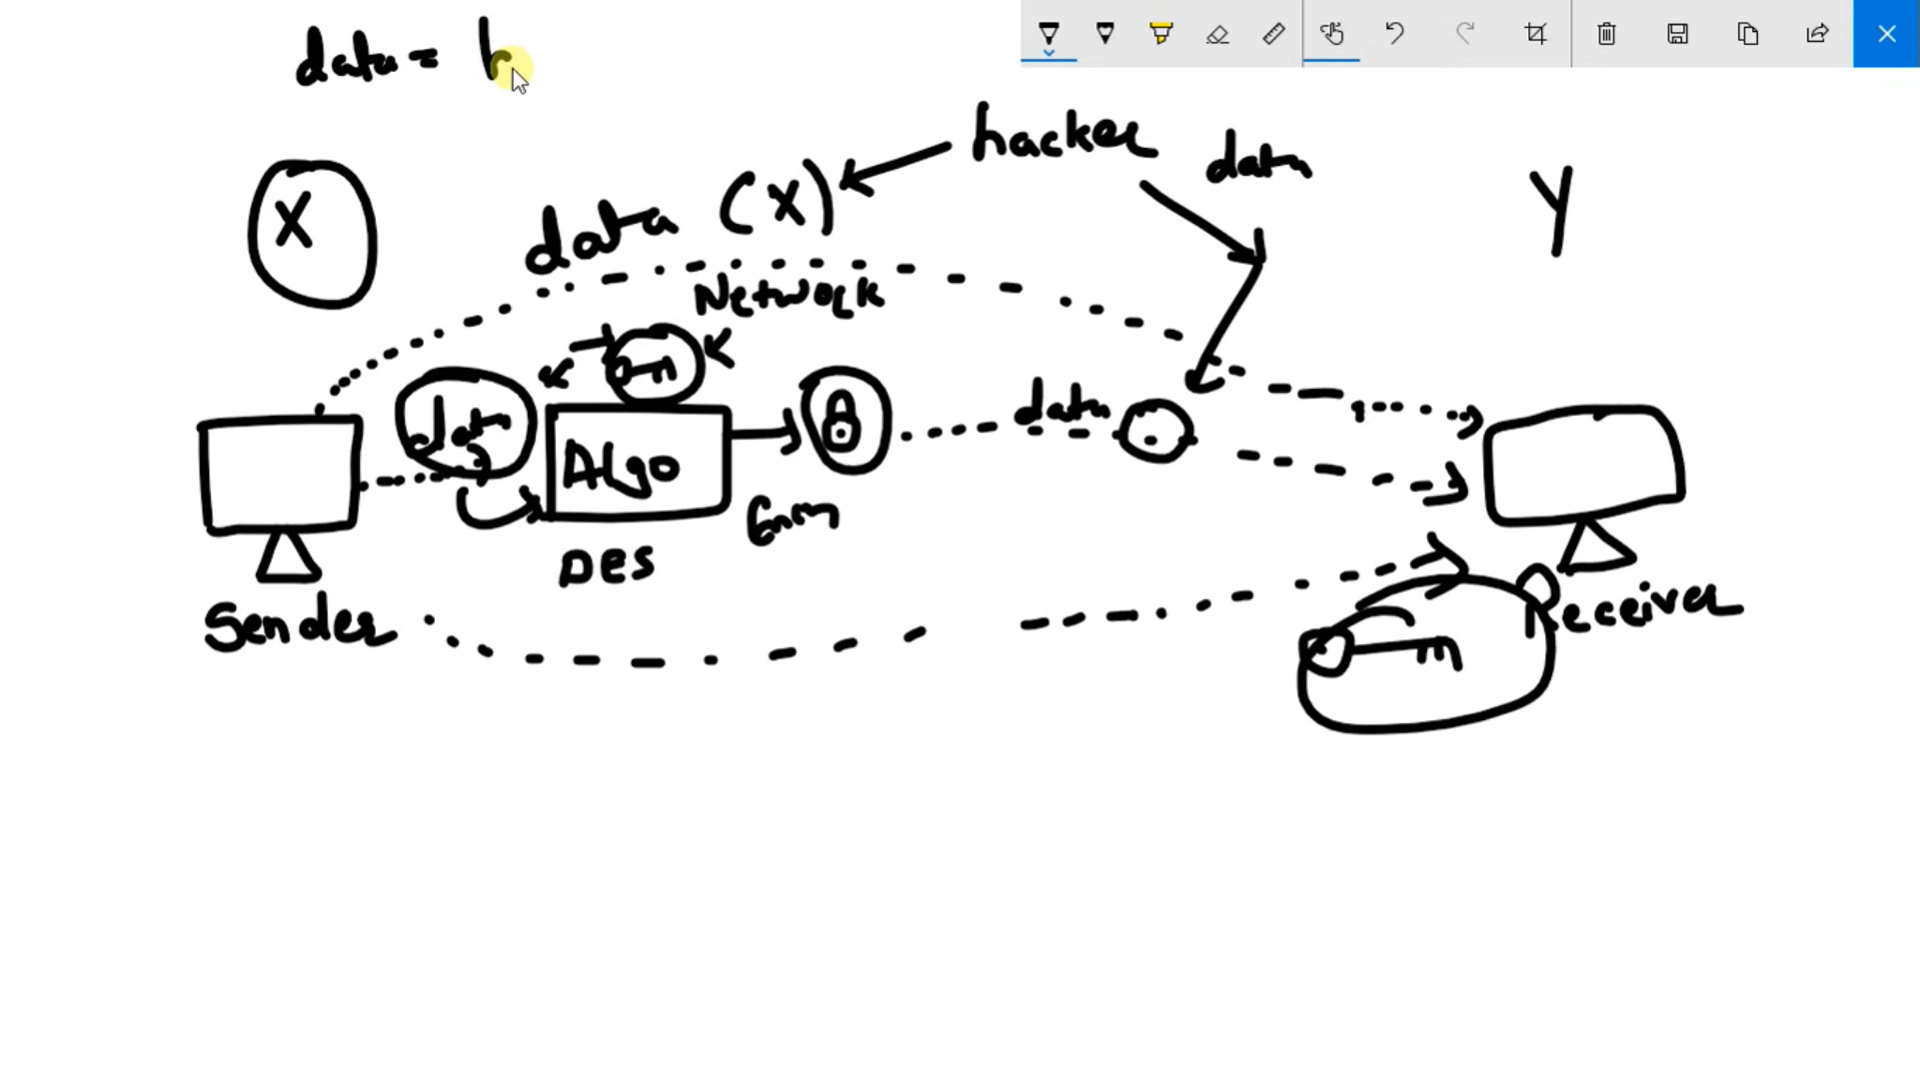 data = h
hacker
data
X
data (X)
Y
Network
data
data
Algo
DES
Sender
Receiver